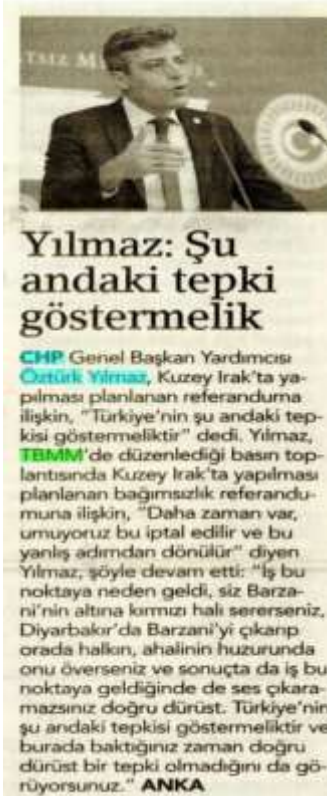 Yılmaz: Şu
andaki tepki
göstermelik
CHP Genel Başkan Yardımcısı
Öztürk Yılmaz, Kuzey Irak'ta ya-
pılması planlanan referanduma
ilişkin, "Türkiye'nin şu andaki tep-
kisi göstermeliktir" dedi. Yılmaz,
TBMM'de düzenlediği basın top-
lantısında Kuzey Irak'ta yapılması
planlanan bağımsızlık referandu-
muna ilişkin, "Daha zaman var,
umuyoruz bu iptal edilir ve bu
yanlış adımdan dönülür" diyen
Yılmaz, şöyle devam etti: "İş bu
noktaya neden geldi, siz Barza-
ni'nin altına kırmızı halı sererseniz,
Diyarbakır'da Barzani'yi çıkarıp
orada halkın, ahalinin huzurunda
onu överseniz ve sonuçta da iş bu
noktaya geldiğinde de ses çıkara-
mazsınız doğru dürüst. Türkiye'nin
şu andaki tepkisi göstermeliktir ve
burada baktığınız zaman doğru
dürüst bir tepki olmadığını da gö-
rüyorsunuz." ANKA